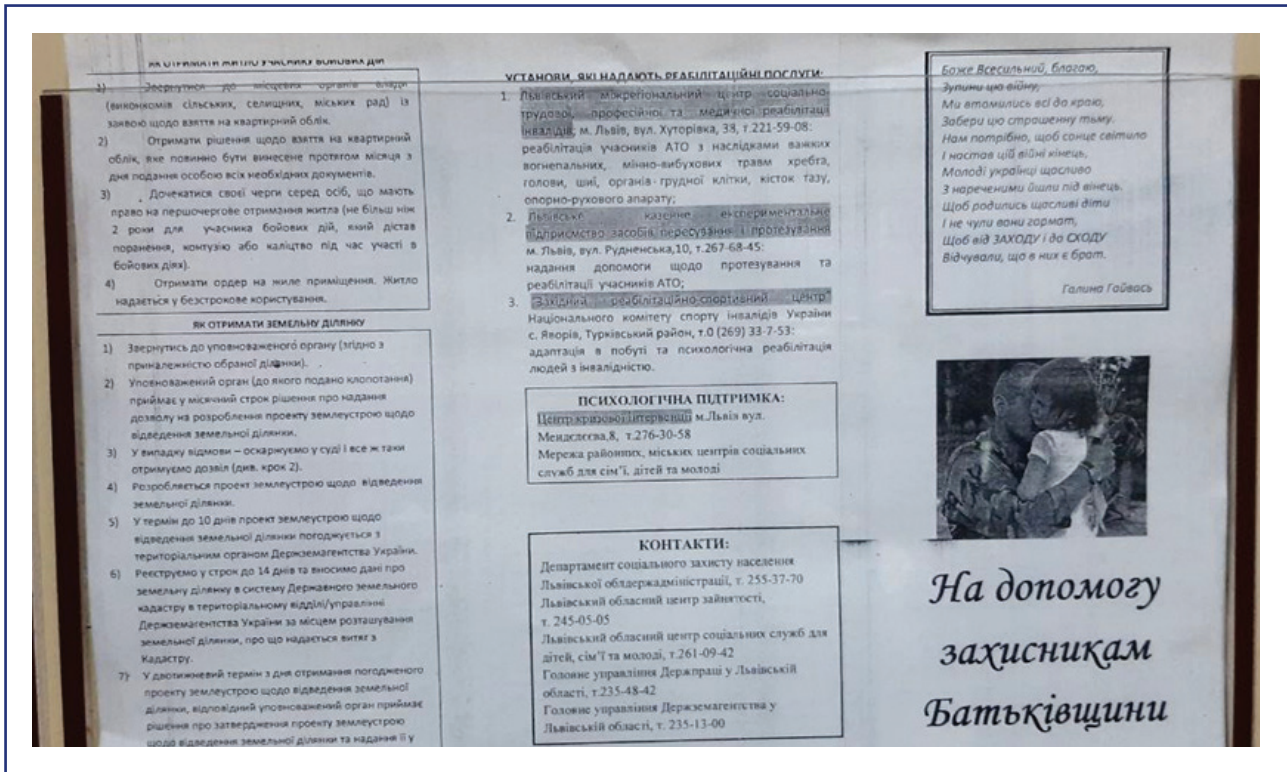 ЯК ОТРИМАТИ ЖИТЛО УЧАСНИКУ БОЙОВИХ ДІЙ
1) Звернутися до місцевих органів влади
(виконкомів сільських, селищних, міських рад) із
заявою щодо взяття на квартирний облік.
2) Отримати рішення щодо взяття на квартирний
облік, яке повинно бути винесене протягом місяця з
дня подання особою всіх необхідних документів.
3) Дочекатися своєї черги серед осіб, що мають
право на першочергове отримання житла (не більш ніж
2 роки для учасника бойових дій, який дістав
поранення, контузію або каліцтво під час участі в
бойових діях).
4) Отримати ордер на жиле приміщення. Житло
надається у безстрокове користування.
ЯК ОТРИМАТИ ЗЕМЕЛЬНУ ДІЛЯНКУ
1) Звернутись до уповноваженого органу (згідно з
приналежністю обраної ділянки).
2) Уповноважений орган (до якого подано клопотання)
приймає у місячний строк рішення про надання
дозволу на розроблення проекту землеустрою щодо
відведення земельної ділянки.
3) У випадку відмови – оскаржуємо у суді і все ж таки
отримуємо дозвіл (див. крок 2).
4) Розробляється проект землеустрою щодо відведення
земельної ділянки.
5) У термін до 10 днів проект землеустрою щодо
відведення земельної ділянки погоджується з
територіальним органом Держземагентства України.
6) Реєструємо у строк до 14 днів та вносимо дані про
земельну ділянку в систему Державного земельного
кадастру в територіальному відділі/управлінні
Держземагентства України за місцем розташування
земельної ділянки, про що надається витяг з
Кадастру.
7) У двотижневий термін з дня отримання погодженого
проекту землеустрою щодо відведення земельної
ділянки, відповідний уповноважений орган приймає
рішення про затвердження проекту землеустрою
щодо відведення земельної ділянки та надання її у
УСТАНОВИ, ЯКІ НАДАЮТЬ РЕАБІЛІТАЦІЙНІ ПОСЛУГИ:
1. Львівський міжрегіональний центр соціально-
трудової, професійної та медичної реабілітації
інвалідів; м. Львів, вул. Хуторівка, 38, т.221-59-08:
реабілітація учасників АТО з наслідками важких
вогнепальних, мінно-вибухових травм хребта,
голови, шиї, органів грудної клітки, кісток тазу,
опорно-рухового апарату;
2. Львівське казенне експериментальне
підприємство засобів пересування і протезування
м. Львів, вул. Рудненська,10, т.267-68-45:
надання допомоги щодо протезування та
реабілітації учасників АТО;
3. "Західний реабілітаційно-спортивний центр"
Національного комітету спорту інвалідів України
с. Яворів, Турківський район, т.0 (269) 33-7-53:
адаптація в побуті та психологічна реабілітація
людей з інвалідністю.
ПСИХОЛОГІЧНА ПІДТРИМКА:
Центр кризової інтервенції м.Львів вул.
Менделєєва,8, т.276-30-58
Мережа районних, міських центрів соціальних
служб для сім'ї, дітей та молоді
КОНТАКТИ:
Департамент соціального захисту населення
Львівської облдержадміністрації, т. 255-37-70
Львівський обласний центр зайнятості,
т. 245-05-05
Львівський обласний центр соціальних служб для
дітей, сім'ї та молоді, т.261-09-42
Головне управління Держпраці у Львівській
області, т.235-48-42
Головне управління Держземагентства у
Львівській області, т. 235-13-00
Боже Всесильний, благаю,
Зупини цю війну,
Ми втомились всі до краю,
Забери цю страшенну тьму.
Нам потрібно, щоб сонце світило
І настав цій війні кінець,
Молоді українці щасливо
З нареченими йшли під вінець.
Щоб родились щасливі діти
І не чули вони гармат,
Щоб від ЗАХОДУ і до СХОДУ
Відчували, що в них є брат.
Галина Гайвась
На допомогу
захисникам
Батьківщини